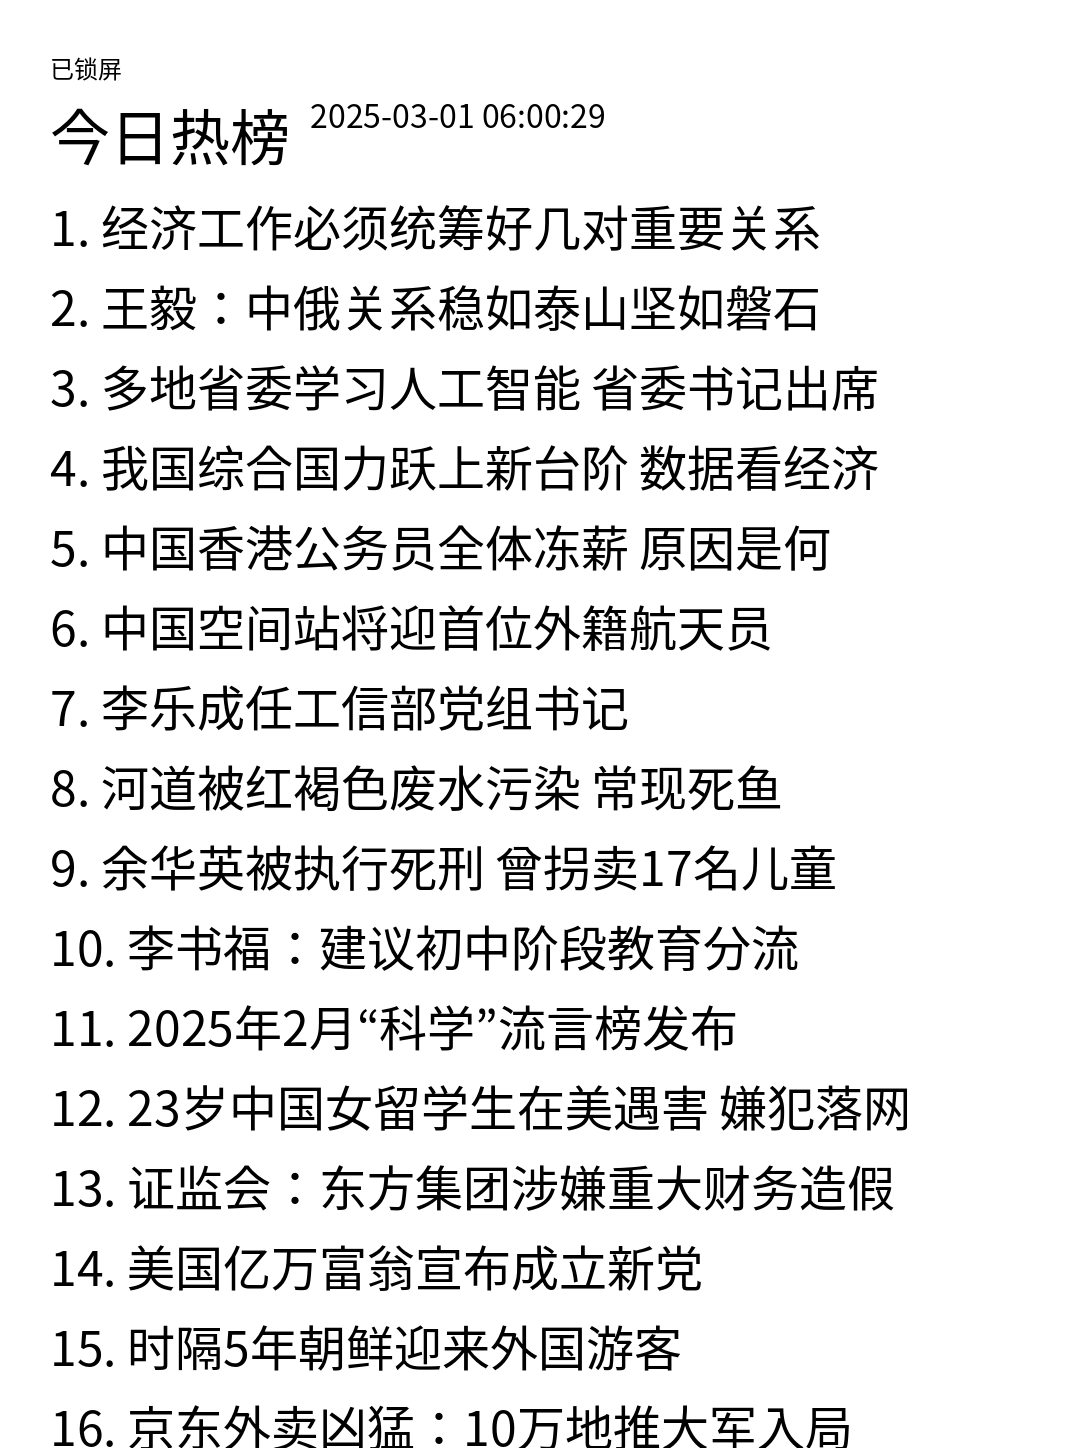 已锁屏
今日热榜 2025-03-01 06:00:29
1. 经济工作必须统筹好几对重要关系
2. 王毅：中俄关系稳如泰山坚如磐石
3. 多地省委学习人工智能 省委书记出席
4. 我国综合国力跃上新台阶 数据看经济
5. 中国香港公务员全体冻薪 原因是何
6. 中国空间站将迎首位外籍航天员
7. 李乐成任工信部党组书记
8. 河道被红褐色废水污染 常现死鱼
9. 余华英被执行死刑 曾拐卖17名儿童
10. 李书福：建议初中阶段教育分流
11. 2025年2月“科学”流言榜发布
12. 23岁中国女留学生在美遇害 嫌犯落网
13. 证监会：东方集团涉嫌重大财务造假
14. 美国亿万富翁宣布成立新党
15. 时隔5年朝鲜迎来外国游客
16. 京东外卖凶猛：10万地推大军入局